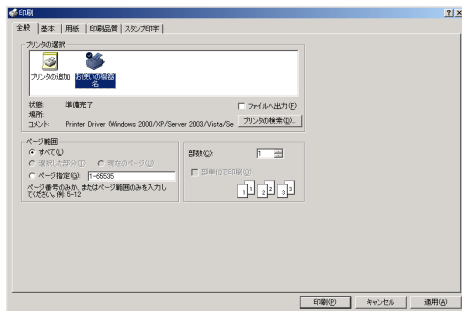 印刷
全般 基本 用紙 印刷品質 スタンプ印字
プリンタの選択
プリンタの追加 お使いの機器名
状態: 準備完了
場所:
コメント: Printer Driver (Windows 2000/XP/Server 2003/Vista/Se
ファイルへ出力(F)
プリンタの検索(D)...
ページ範囲
すべて(L)
選択した部分(T) 現在のページ(U)
ページ指定(G): 1-65535
ページ番号のみか、またはページ範囲のみを入力し
てください。例: 5-12
部数(C): 1
部単位で印刷(O)
1 1 2 2 3 3
印刷(P) キャンセル 適用(A)